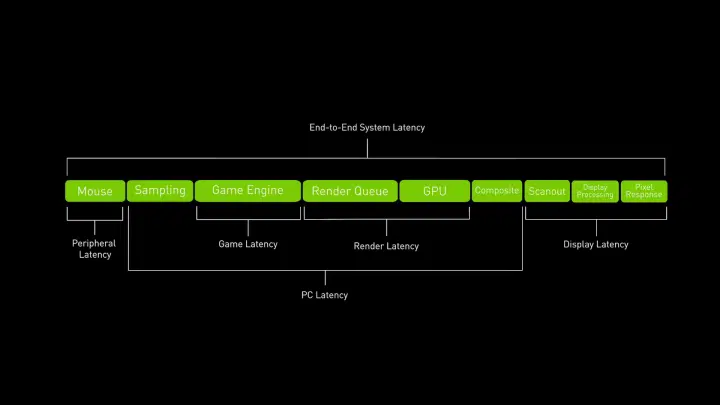 End-to-End System Latency
Mouse
Sampling
Game Engine
Render Queue
GPU
Composite
Scanout
Display
Processing
Pixel
Response
Peripheral
Latency
Game Latency
Render Latency
Display Latency
PC Latency